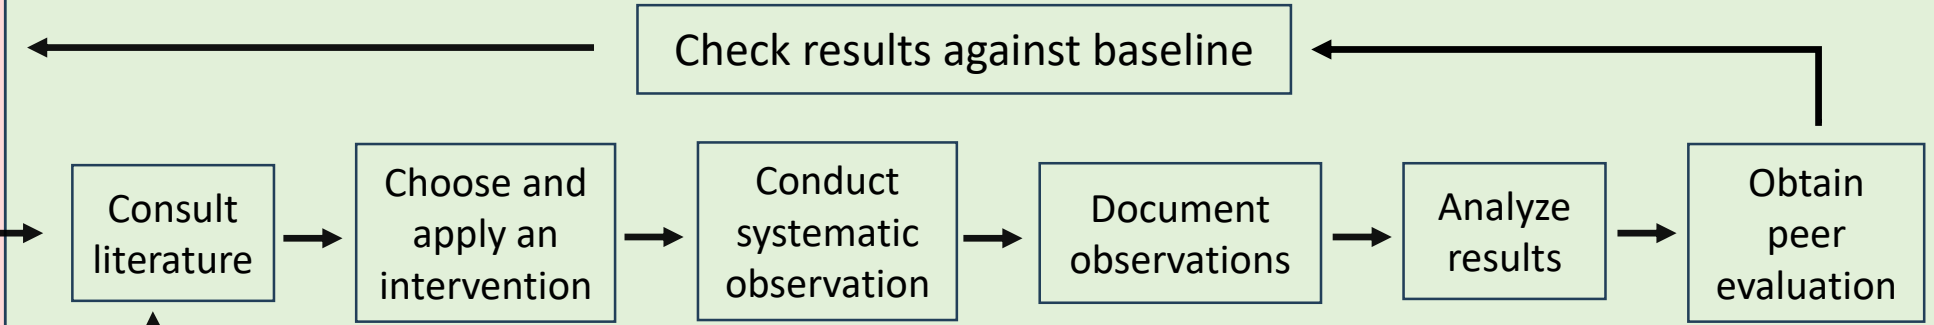 Check results against baseline
Consult
literature
Choose and
apply an
intervention
Conduct
systematic
observation
Document
observations
Analyze
results
Obtain
peer
evaluation